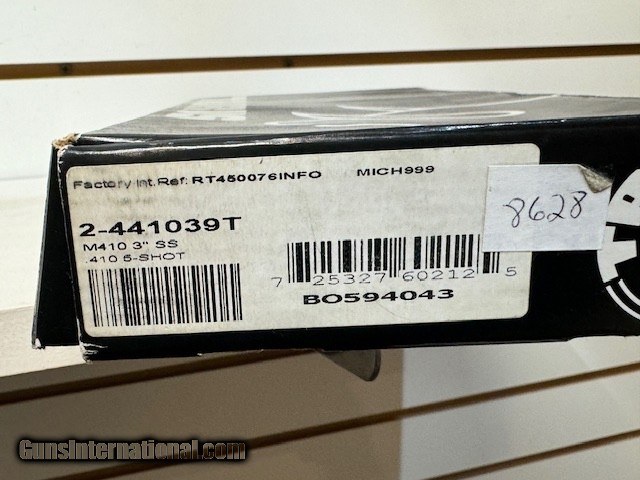 Factory Int.Ref: RT450076INFO MICH999
2-441039T
M410 3" SS
.410 5-SHOT
7 25327 60212 5
BO594043
8628
GunsInternational.com